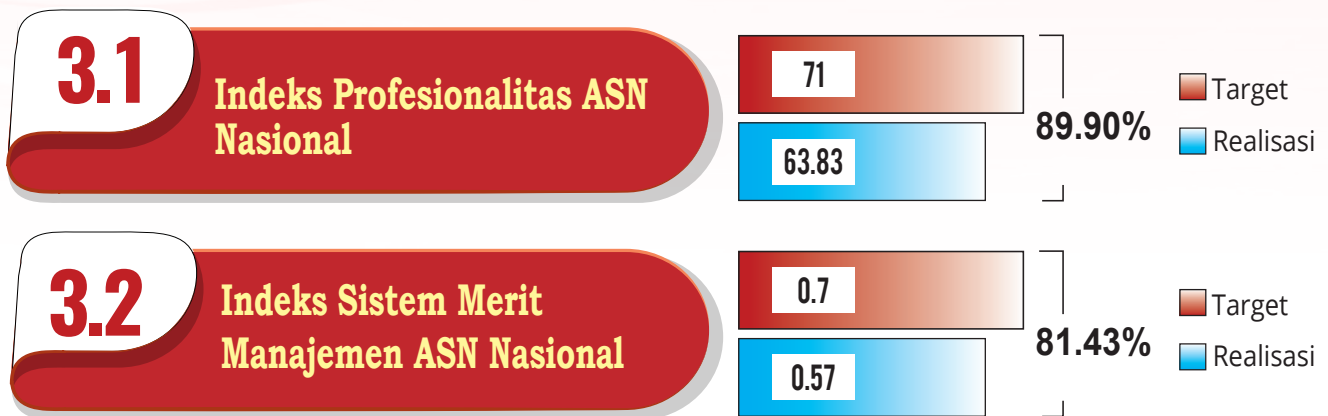 3.1
Indeks Profesionalitas ASN
Nasional
71
63.83
89.90%
Target
Realisasi
3.2
Indeks Sistem Merit
Manajemen ASN Nasional
0.7
0.57
81.43%
Target
Realisasi